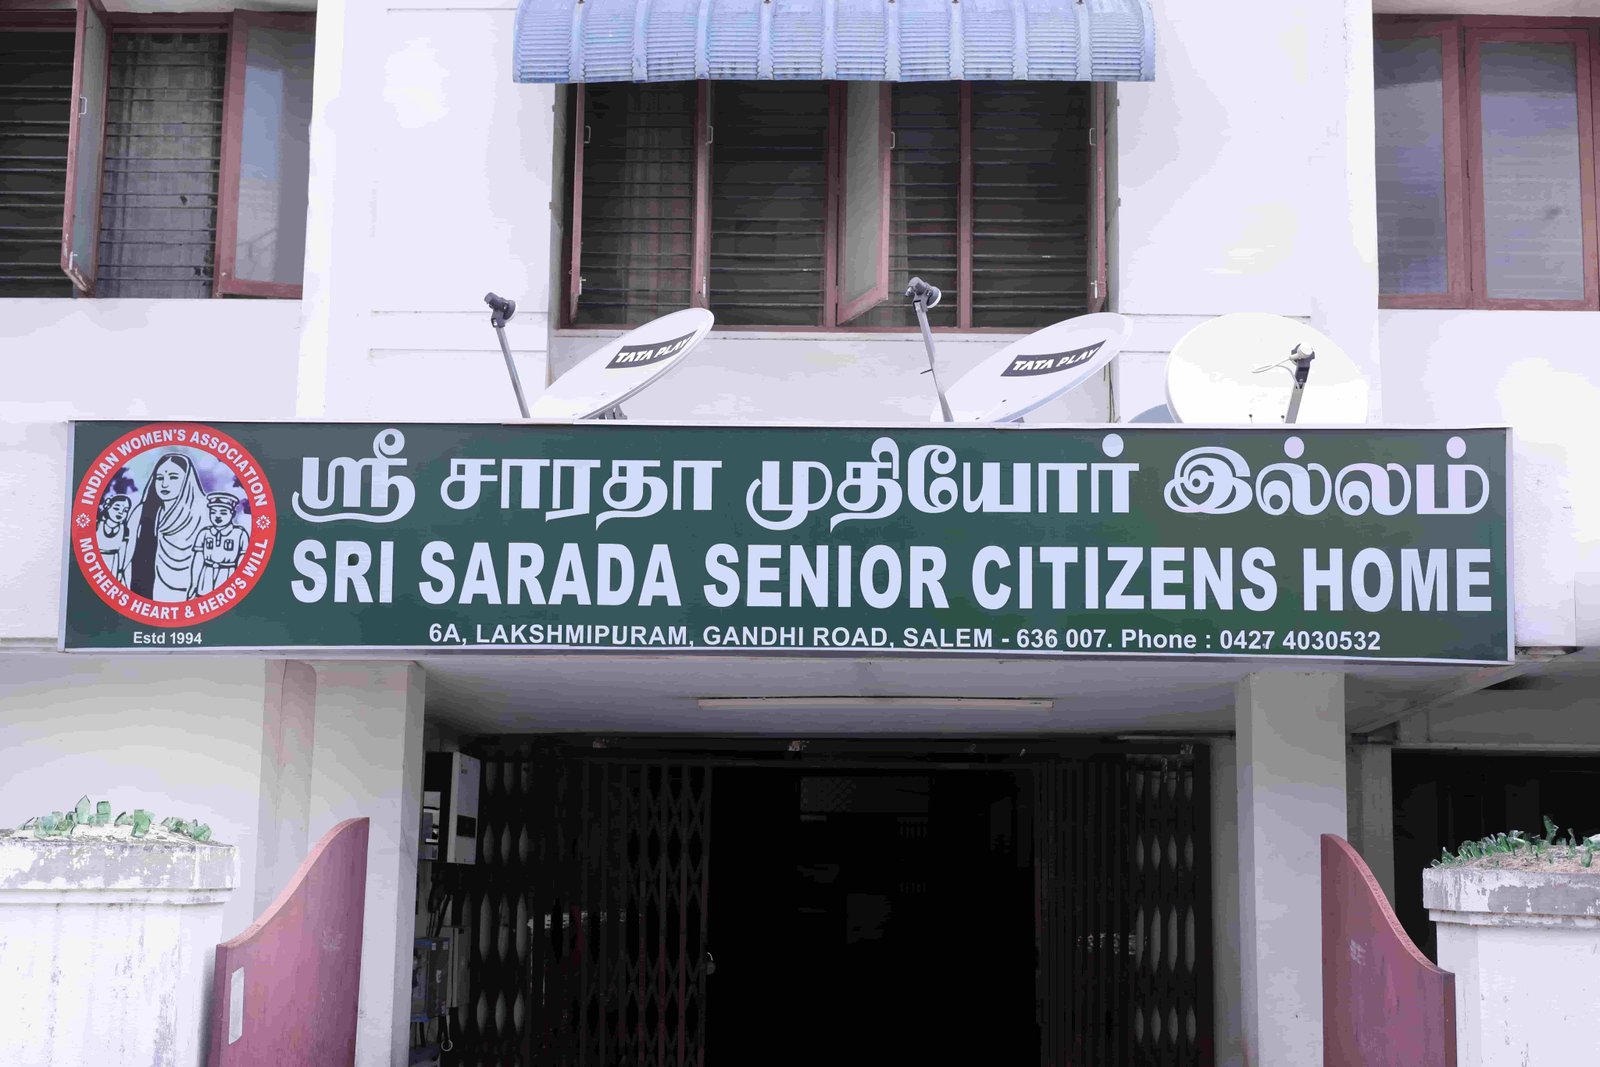 TATA PLAY
TATA PLAY
INDIAN WOMEN'S ASSOCIATION
MOTHER'S HEART & HERO'S WILL
Estd 1994
ஸ்ரீ சாரதா முதியோர் இல்லம்
SRI SARADA SENIOR CITIZENS HOME
6A, LAKSHMIPURAM, GANDHI ROAD, SALEM - 636 007. Phone : 0427 4030532